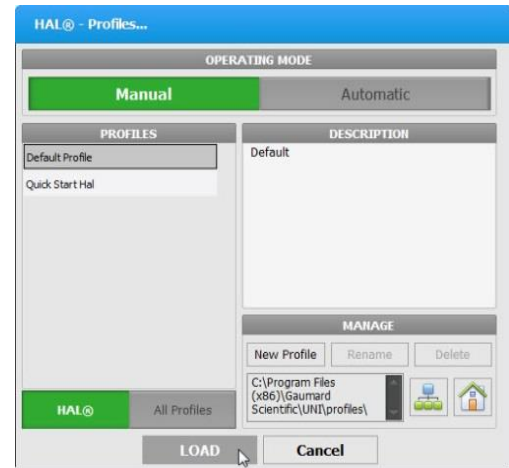 HAL® - Profiles...
OPERATING MODE
Manual
Automatic
PROFILES
Default Profile
Quick Start Hal
HAL®
All Profiles
DESCRIPTION
Default
MANAGE
New Profile
Rename
Delete
C:\Program Files
(x86)\Gaumard
Scientific\UNI\profiles\
LOAD
Cancel